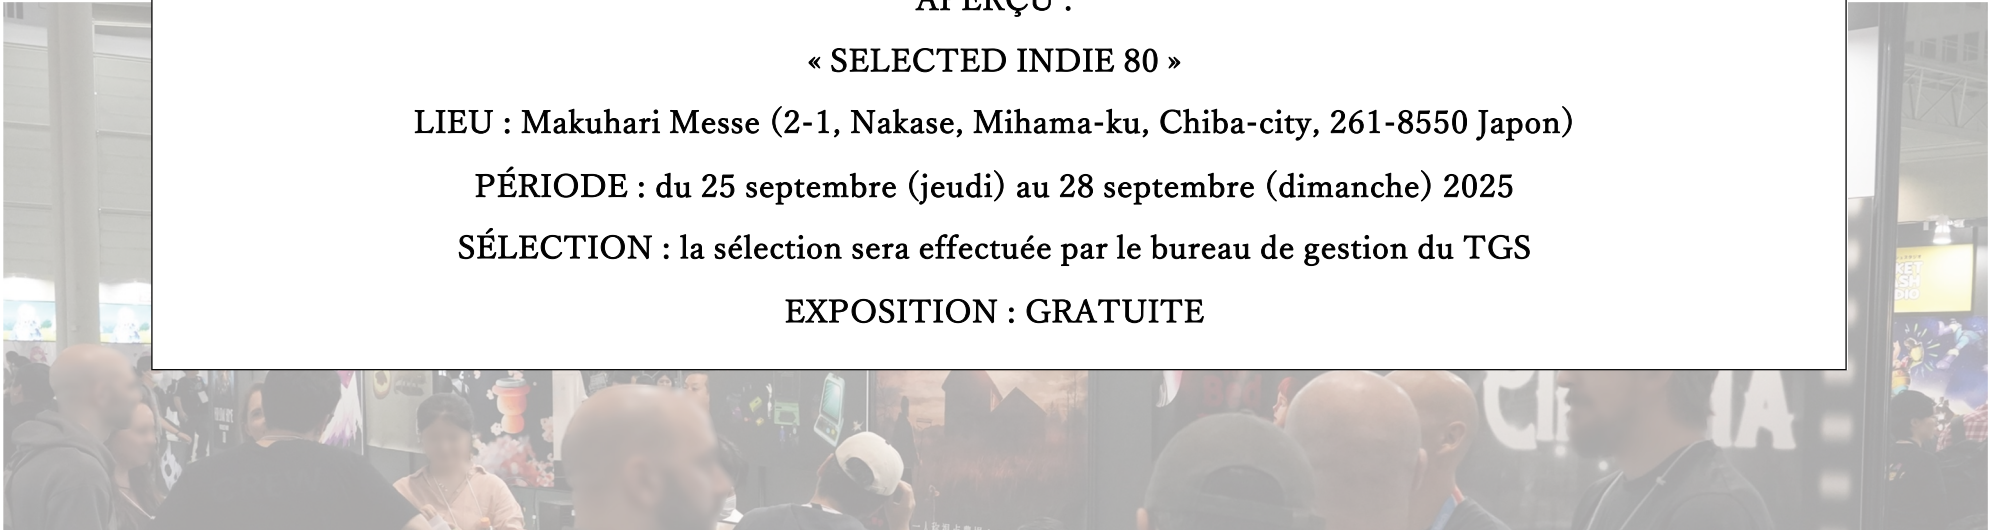 APERÇU :
« SELECTED INDIE 80 »
LIEU : Makuhari Messe (2-1, Nakase, Mihama-ku, Chiba-city, 261-8550 Japon)
PÉRIODE : du 25 septembre (jeudi) au 28 septembre (dimanche) 2025
SÉLECTION : la sélection sera effectuée par le bureau de gestion du TGS
EXPOSITION : GRATUITE